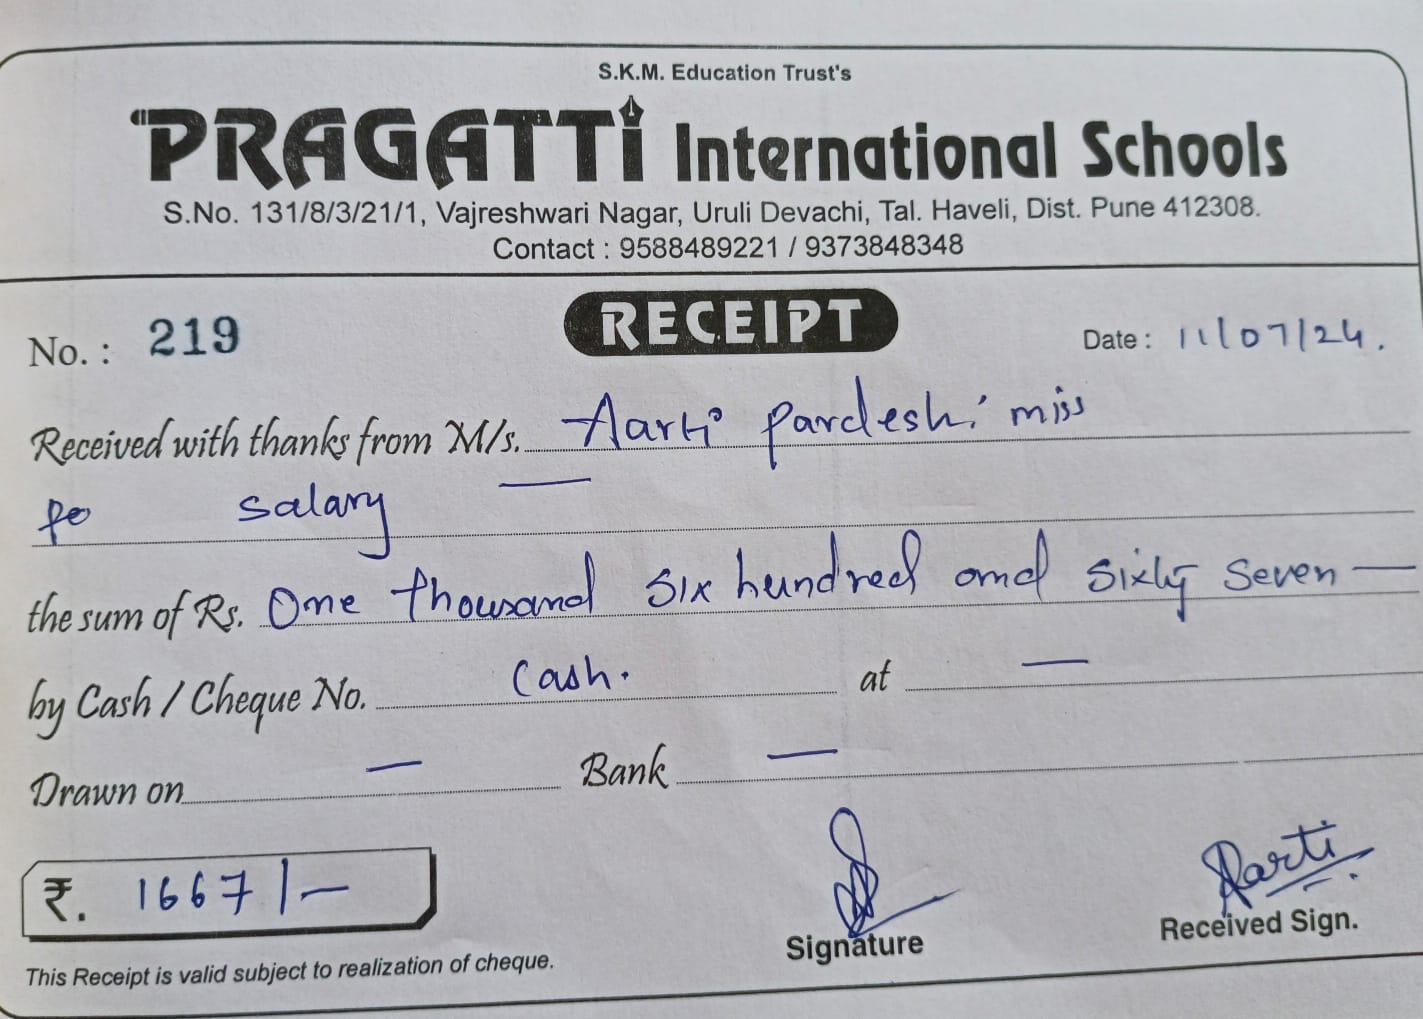 S.K.M. Education Trust's
PRAGATTi International Schools
S.No. 131/8/3/21/1, Vajreshwari Nagar, Uruli Devachi, Tal. Haveli, Dist. Pune 412308.
Contact : 9588489221 / 9373848348
RECEIPT
No. : 219 Date : 11/07/24.
Received with thanks from M/s. Aarti pardeshi miss
salary —
the sum of Rs. One thousand six hundred and sixty seven —
by Cash / Cheque No. Cash. at —
Drawn on — Bank —
₹. 1667/—
Aarti
Signature Received Sign.
This Receipt is valid subject to realization of cheque.